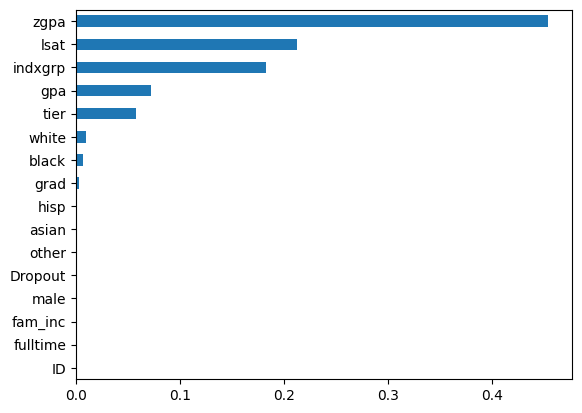 zgpa
lsat
indxgrp
gpa
tier
white
black
grad
hisp
asian
other
Dropout
male
fam_inc
fulltime
ID
0.0 0.1 0.2 0.3 0.4